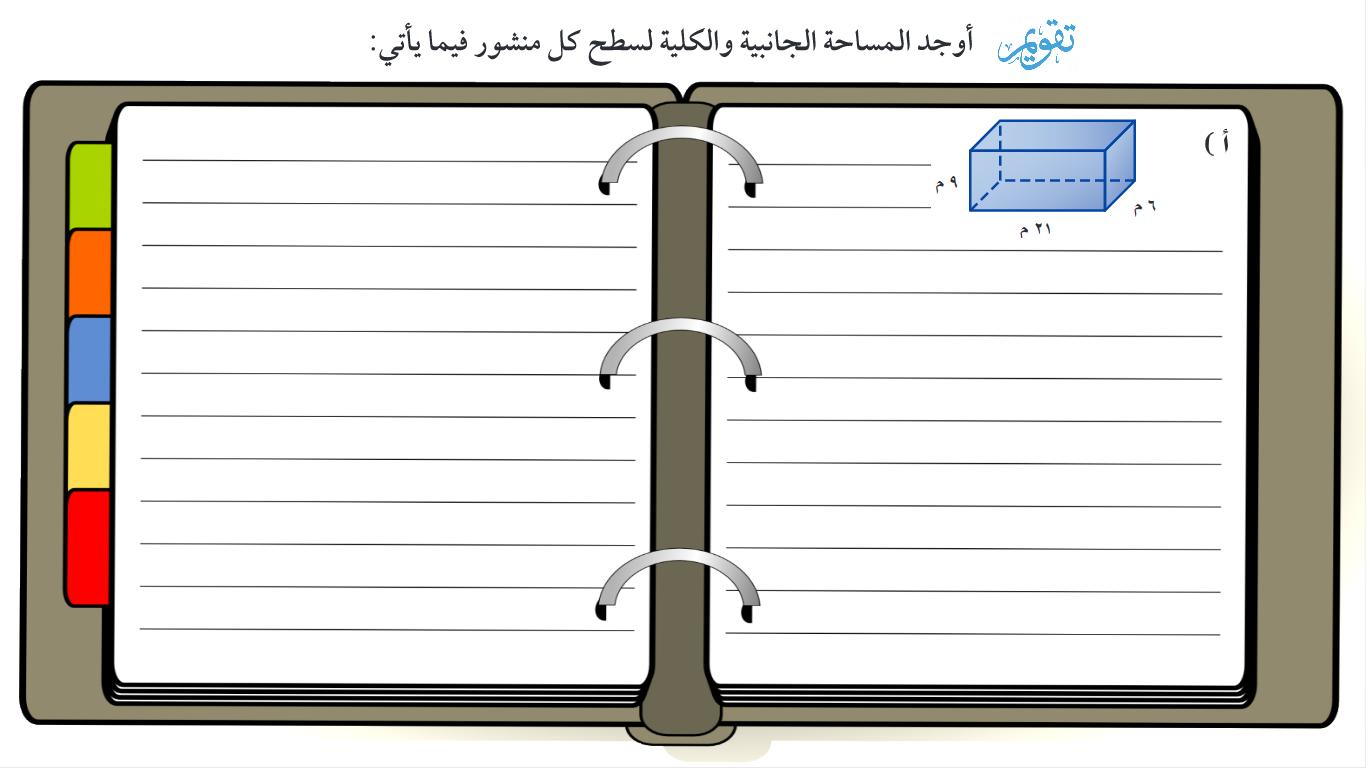 تقويم أوجد المساحة الجانبية والكلية لسطح كل منشور فيما يأتي:
أ )
٩ م
٦ م
٢١ م